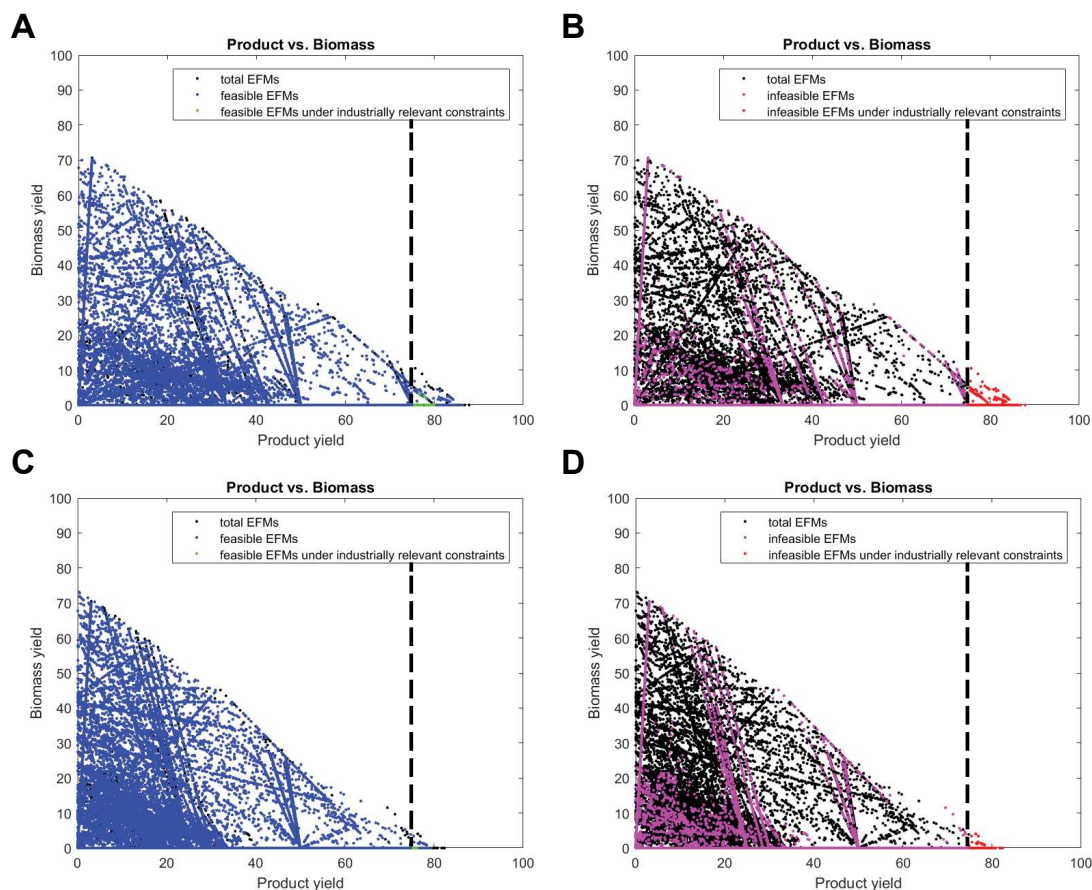 A
Product vs. Biomass
100
90
80
70
60
50
40
30
20
10
0
Biomass yield
total EFMs
feasible EFMs
feasible EFMs under industrially relevant constraints
0 20 40 60 80 100
Product yield
B
Product vs. Biomass
100
90
80
70
60
50
40
30
20
10
0
Biomass yield
total EFMs
infeasible EFMs
infeasible EFMs under industrially relevant constraints
0 20 40 60 80 100
Product yield
C
Product vs. Biomass
100
90
80
70
60
50
40
30
20
10
0
Biomass yield
total EFMs
feasible EFMs
feasible EFMs under industrially relevant constraints
0 20 40 60 80 100
Product yield
D
Product vs. Biomass
100
90
80
70
60
50
40
30
20
10
0
Biomass yield
total EFMs
infeasible EFMs
infeasible EFMs under industrially relevant constraints
0 20 40 60 80 100
Product yield